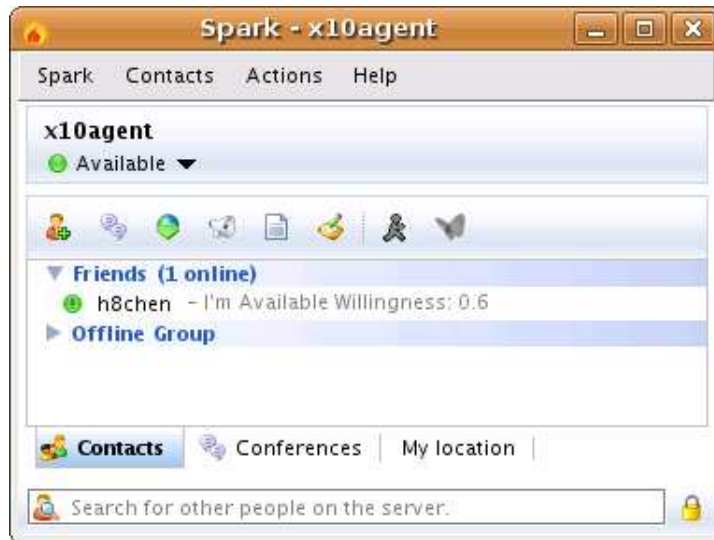 Spark - x10agent
Spark Contacts Actions Help
x10agent
Available
Friends (1 online)
h8chen - I'm Available Willingness: 0.6
Offline Group
Contacts Conferences My location
Search for other people on the server.